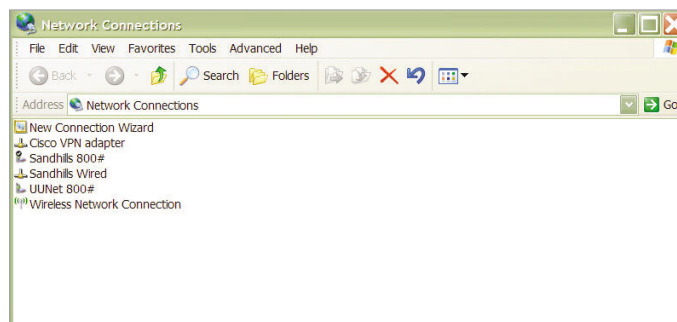 Network Connections
File Edit View Favorites Tools Advanced Help
Back Search Folders
Address Network Connections Go
New Connection Wizard
Cisco VPN adapter
Sandhills 800#
Sandhills Wired
UUNet 800#
Wireless Network Connection